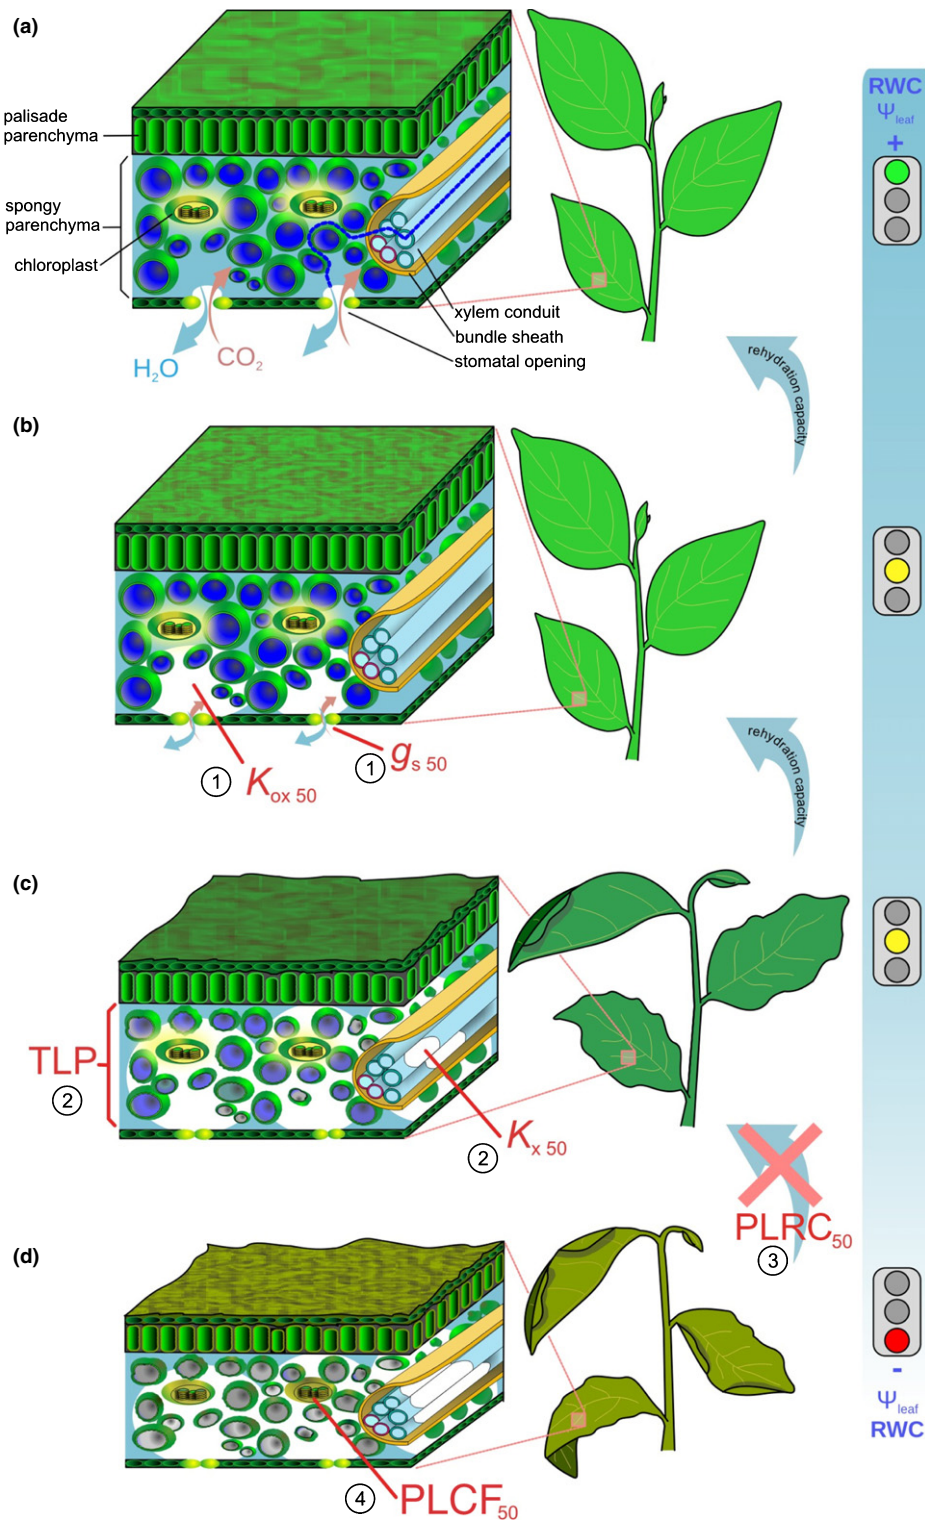 (a)
palisade
parenchyma
spongy
parenchyma
chloroplast
xylem conduit
bundle sheath
stomatal opening
H₂O
CO₂
RWC
Ψleaf
+
rehydration capacity
(b)
① Kox 50
① gs 50
rehydration capacity
(c)
TLP
②
② Kx 50
PLRC50
③
(d)
④ PLCF50
-
Ψleaf
RWC